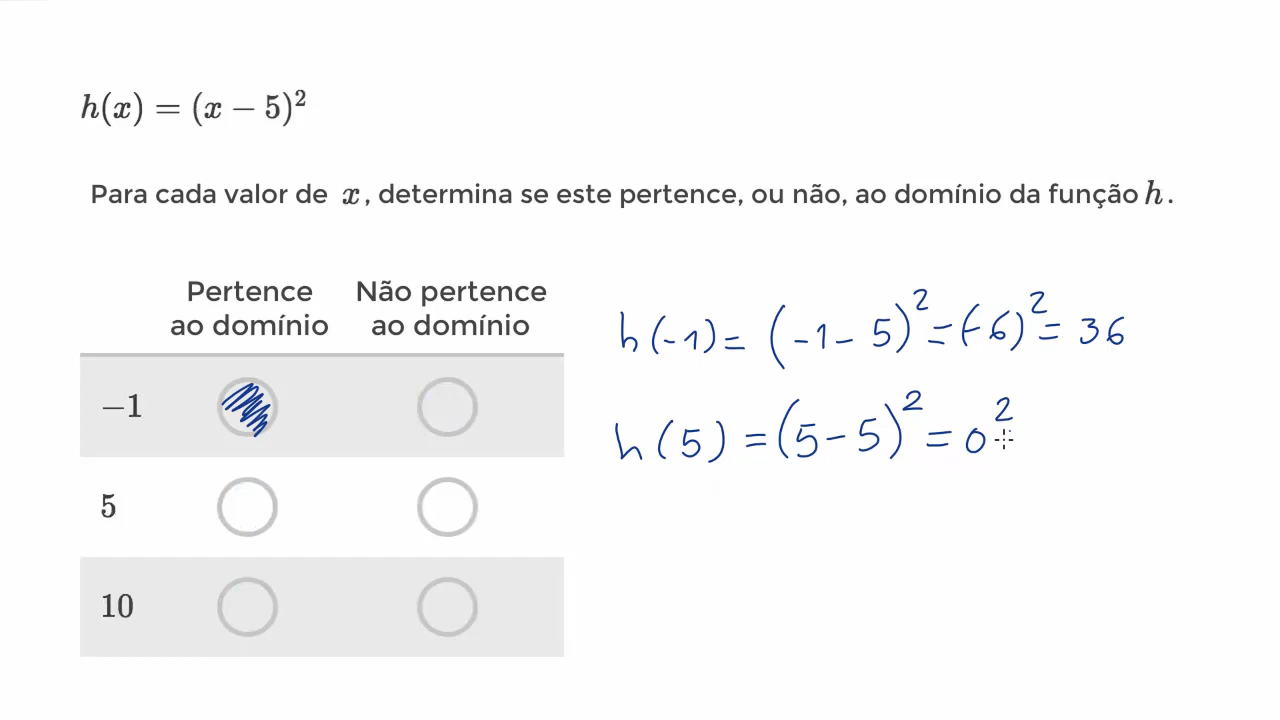 h(x) = (x − 5)²
Para cada valor de x, determina se este pertence, ou não, ao domínio da função h.
Pertence ao domínio
Não pertence ao domínio
−1
5
10
h(-1) = (-1-5)² = (-6)² = 36
h(5) = (5-5)² = 0²